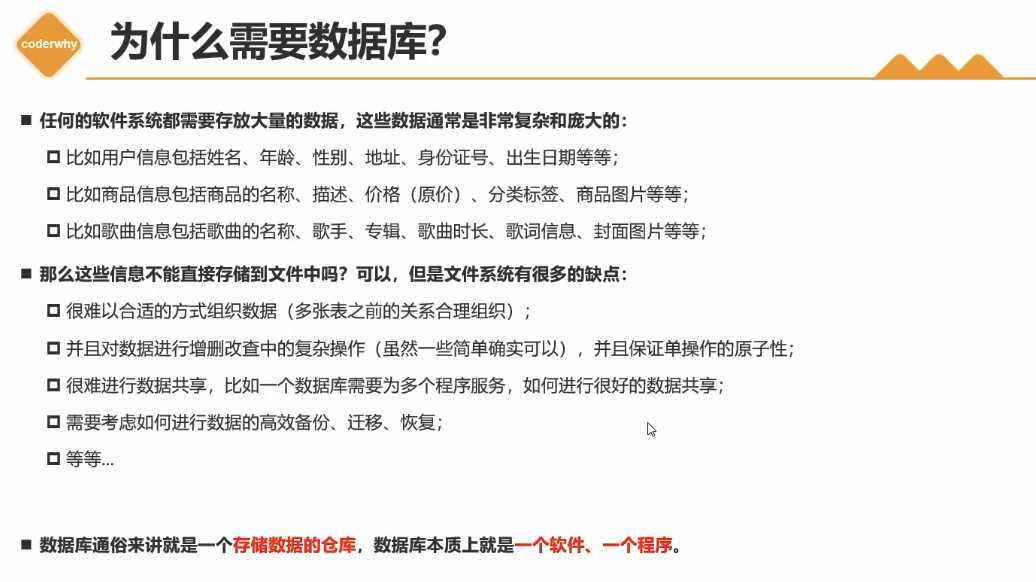 coderwhy
为什么需要数据库？
■ 任何的软件系统都需要存放大量的数据，这些数据通常是非常复杂和庞大的：
比如用户信息包括姓名、年龄、性别、地址、身份证号、出生日期等等；
比如商品信息包括商品的名称、描述、价格（原价）、分类标签、商品图片等等；
比如歌曲信息包括歌曲的名称、歌手、专辑、歌曲时长、歌词信息、封面图片等等；
■ 那么这些信息不能直接存储到文件中吗？可以，但是文件系统有很多的缺点：
很难以合适的方式组织数据（多张表之前的关系合理组织）；
并且对数据进行增删改查中的复杂操作（虽然一些简单确实可以），并且保证单操作的原子性；
很难进行数据共享，比如一个数据库需要为多个程序服务，如何进行很好的数据共享；
需要考虑如何进行数据的高效备份、迁移、恢复；
等等...
■ 数据库通俗来讲就是一个存储数据的仓库，数据库本质上就是一个软件、一个程序。